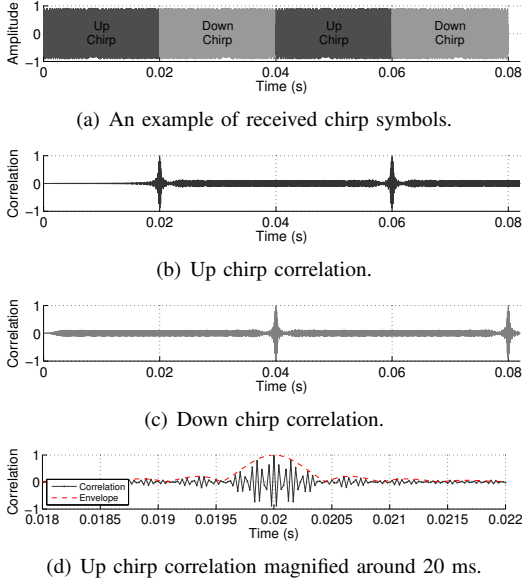 Amplitude
1
0
−1
Up
Chirp
Down
Chirp
Up
Chirp
Down
Chirp
0 0.02 0.04 0.06 0.08
Time (s)
(a) An example of received chirp symbols.
Correlation
1
0
−1
0 0.02 0.04 0.06 0.08
Time (s)
(b) Up chirp correlation.
Correlation
1
0
−1
0 0.02 0.04 0.06 0.08
Time (s)
(c) Down chirp correlation.
Correlation
1
0
−1
Correlation
Envelope
0.018 0.0185 0.019 0.0195 0.02 0.0205 0.021 0.0215 0.022
Time (s)
(d) Up chirp correlation magnified around 20 ms.